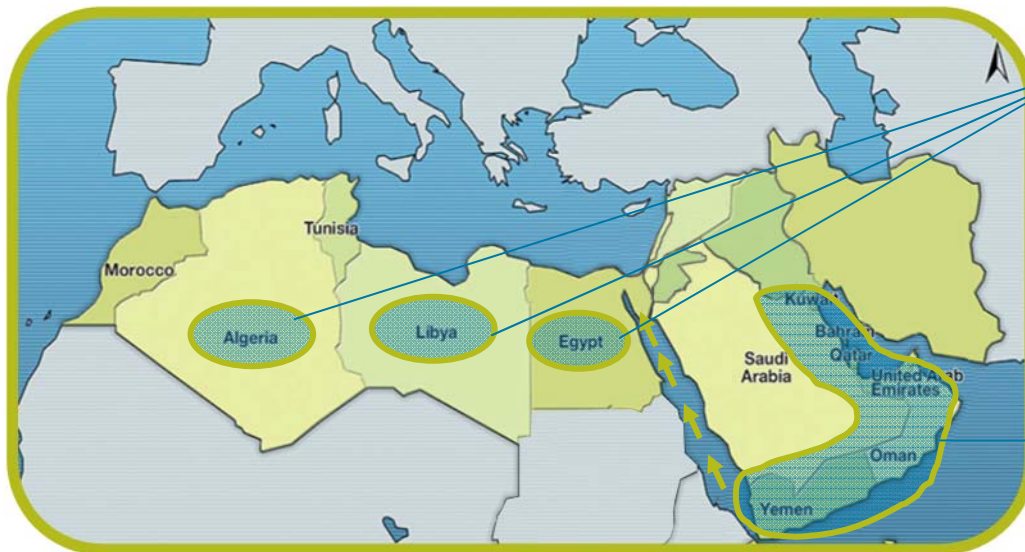 Tunisia
Morocco
Algeria
Libya
Egypt
Kuwait
Bahrain
Qatar
Saudi
Arabia
United Arab
Emirates
Oman
Yemen